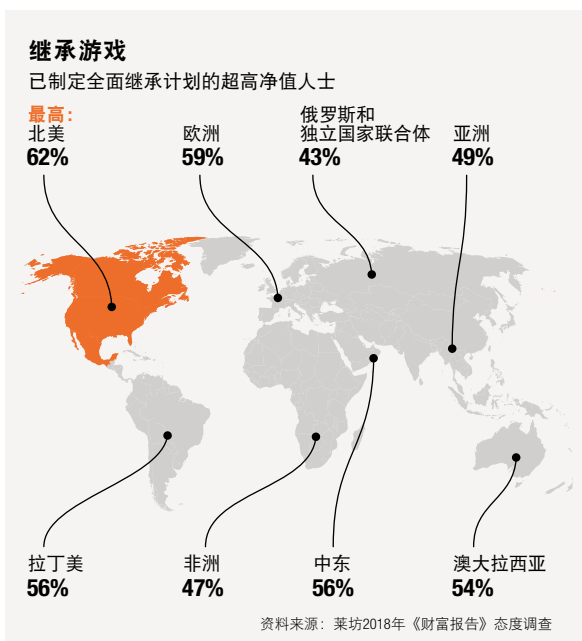 继承游戏
已制定全面继承计划的超高净值人士
最高：
北美
62%
欧洲
59%
俄罗斯和
独立国家联合体
43%
亚洲
49%
拉丁美
56%
非洲
47%
中东
56%
澳大拉西亚
54%
资料来源：莱坊2018年《财富报告》态度调查